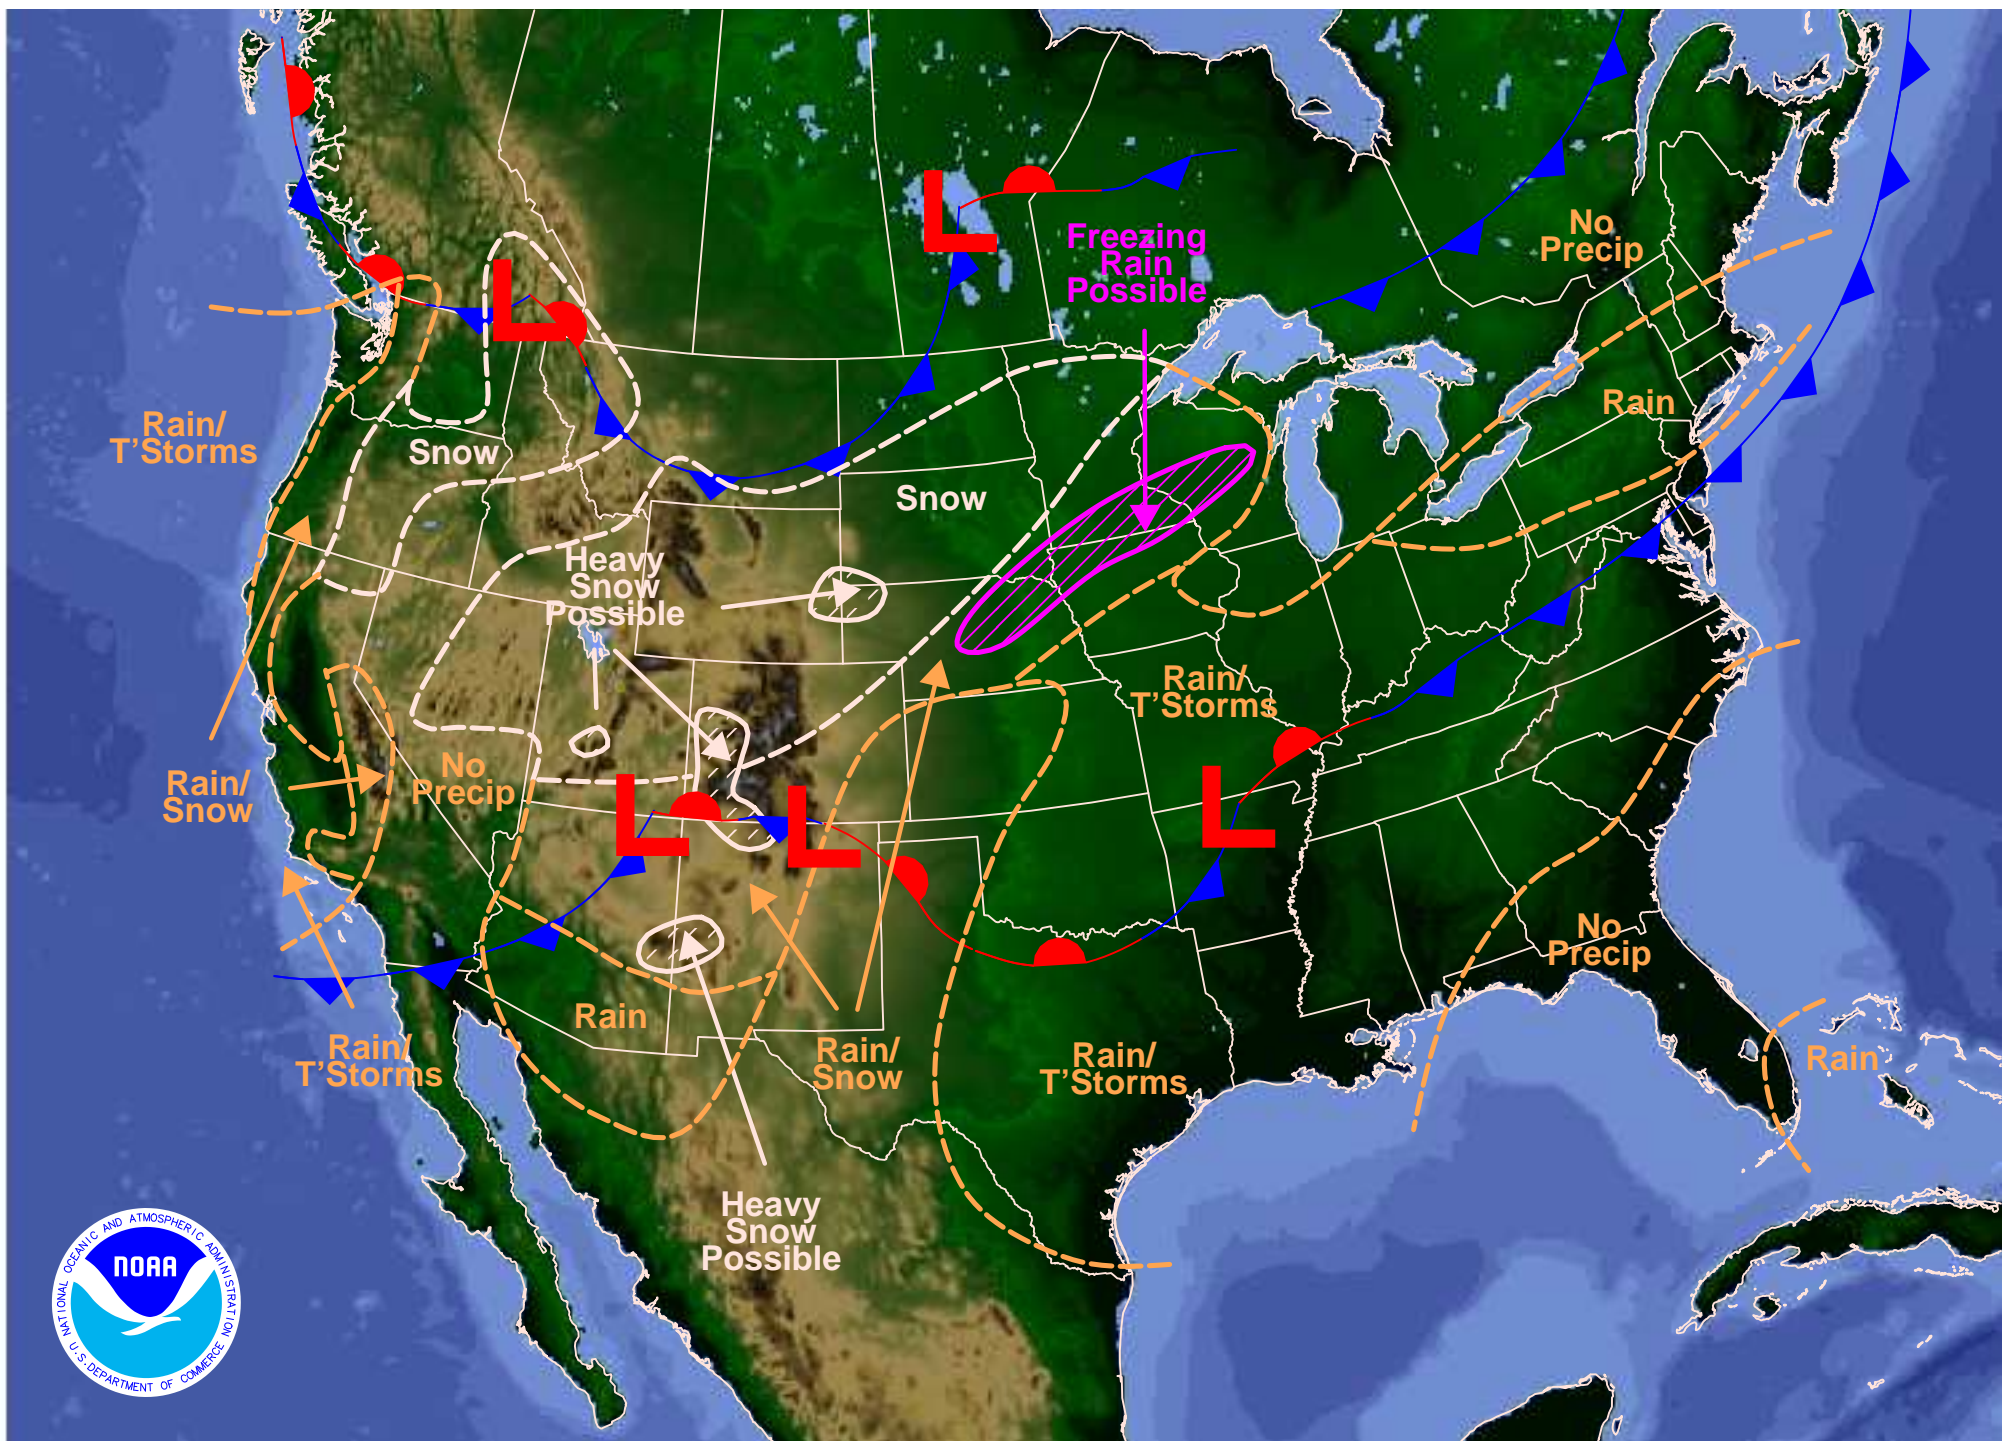 No
Precip
Freezing
Rain
Possible
L
L
Rain
Rain/
T'Storms
Snow
Snow
Heavy
Snow
Possible
Rain/
T'Storms
No
Precip
Rain/
Snow
L
L
L
No
Precip
Rain
Rain/
T'Storms
Rain/
Snow
Rain/
T'Storms
Rain
Heavy
Snow
Possible
NATIONAL OCEANIC AND ATMOSPHERIC ADMINISTRATION
NOAA
U.S. DEPARTMENT OF COMMERCE